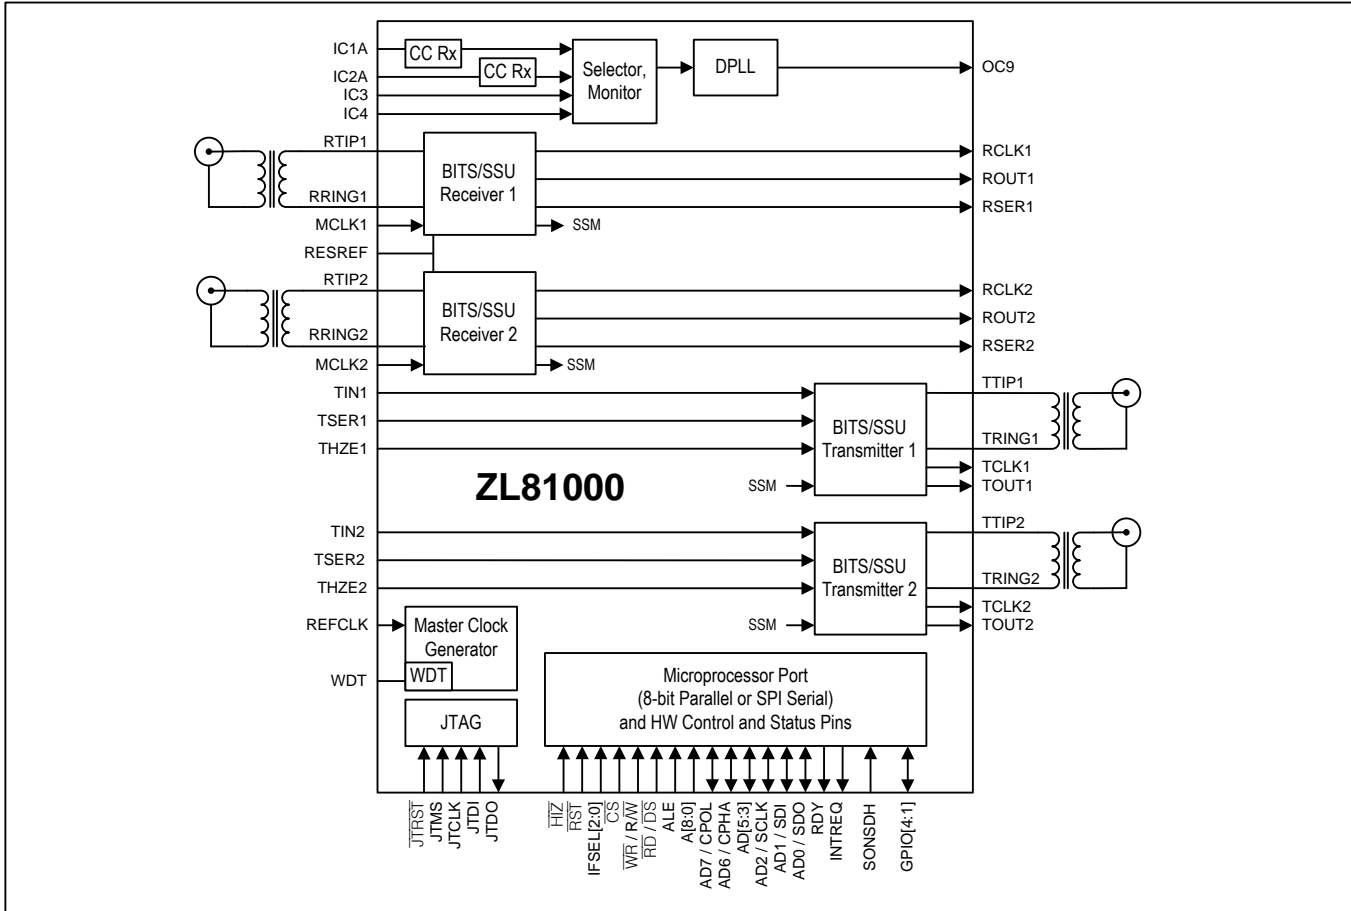 IC1A
CC Rx
IC2A
CC Rx
IC3
IC4
Selector,
Monitor
DPLL
OC9
RTIP1
RRING1
MCLK1
BITS/SSU
Receiver 1
SSM
RCLK1
ROUT1
RSER1
RESREF
RTIP2
RRING2
MCLK2
BITS/SSU
Receiver 2
SSM
RCLK2
ROUT2
RSER2
TIN1
TSER1
THZE1
SSM
BITS/SSU
Transmitter 1
TTIP1
TRING1
TCLK1
TOUT1
ZL81000
TIN2
TSER2
THZE2
SSM
BITS/SSU
Transmitter 2
TTIP2
TRING2
TCLK2
TOUT2
REFCLK
Master Clock
Generator
WDT
WDT
JTAG
Microprocessor Port
(8-bit Parallel or SPI Serial)
and HW Control and Status Pins
JTRST
JTMS
JTCLK
JTDI
JTDO
HIZ
RST
IFSEL[2:0]
CS
WR / R/W
RD / DS
ALE
A[8:0]
AD7 / CPOL
AD6 / CPHA
AD[5:3]
AD2 / SCLK
AD1 / SDI
AD0 / SDO
RDY
INTREQ
SONSDH
GPIO[4:1]